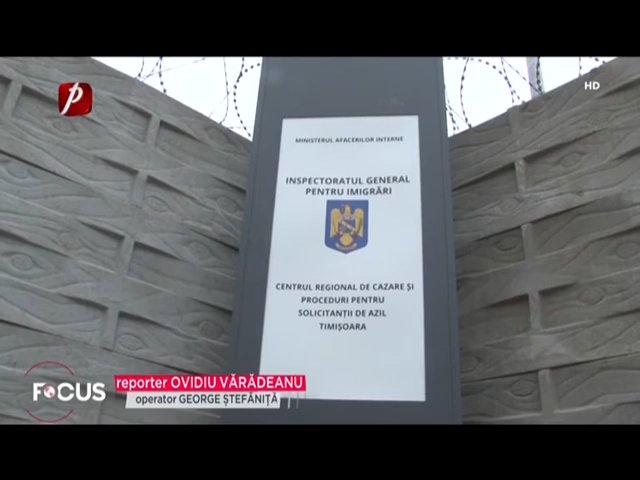 p
HD
MINISTERUL AFACERILOR INTERNE
INSPECTORATUL GENERAL
PENTRU IMIGRĂRI
CENTRUL REGIONAL DE CAZARE ȘI
PROCEDURI PENTRU
SOLICITANȚII DE AZIL
TIMIȘOARA
FOCUS
reporter OVIDIU VĂRĂDEANU
operator GEORGE ȘTEFĂNIȚĂ